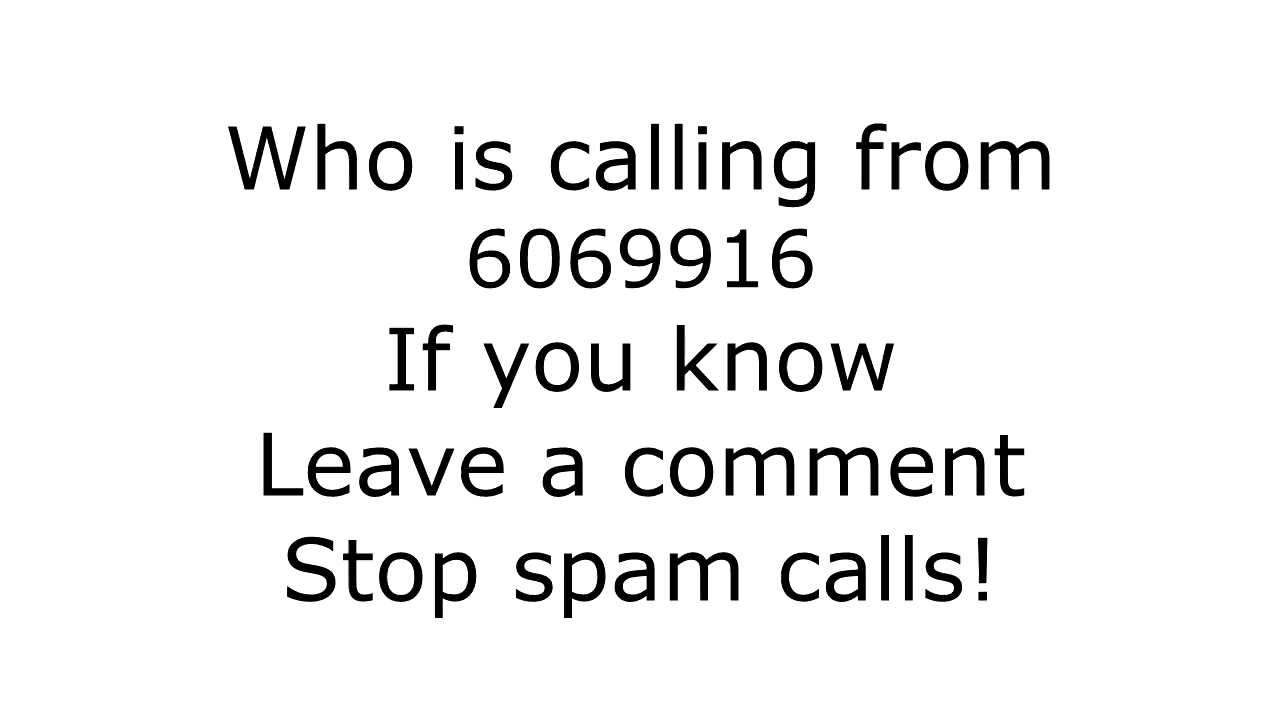 Who is calling from
6069916
If you know
Leave a comment
Stop spam calls!